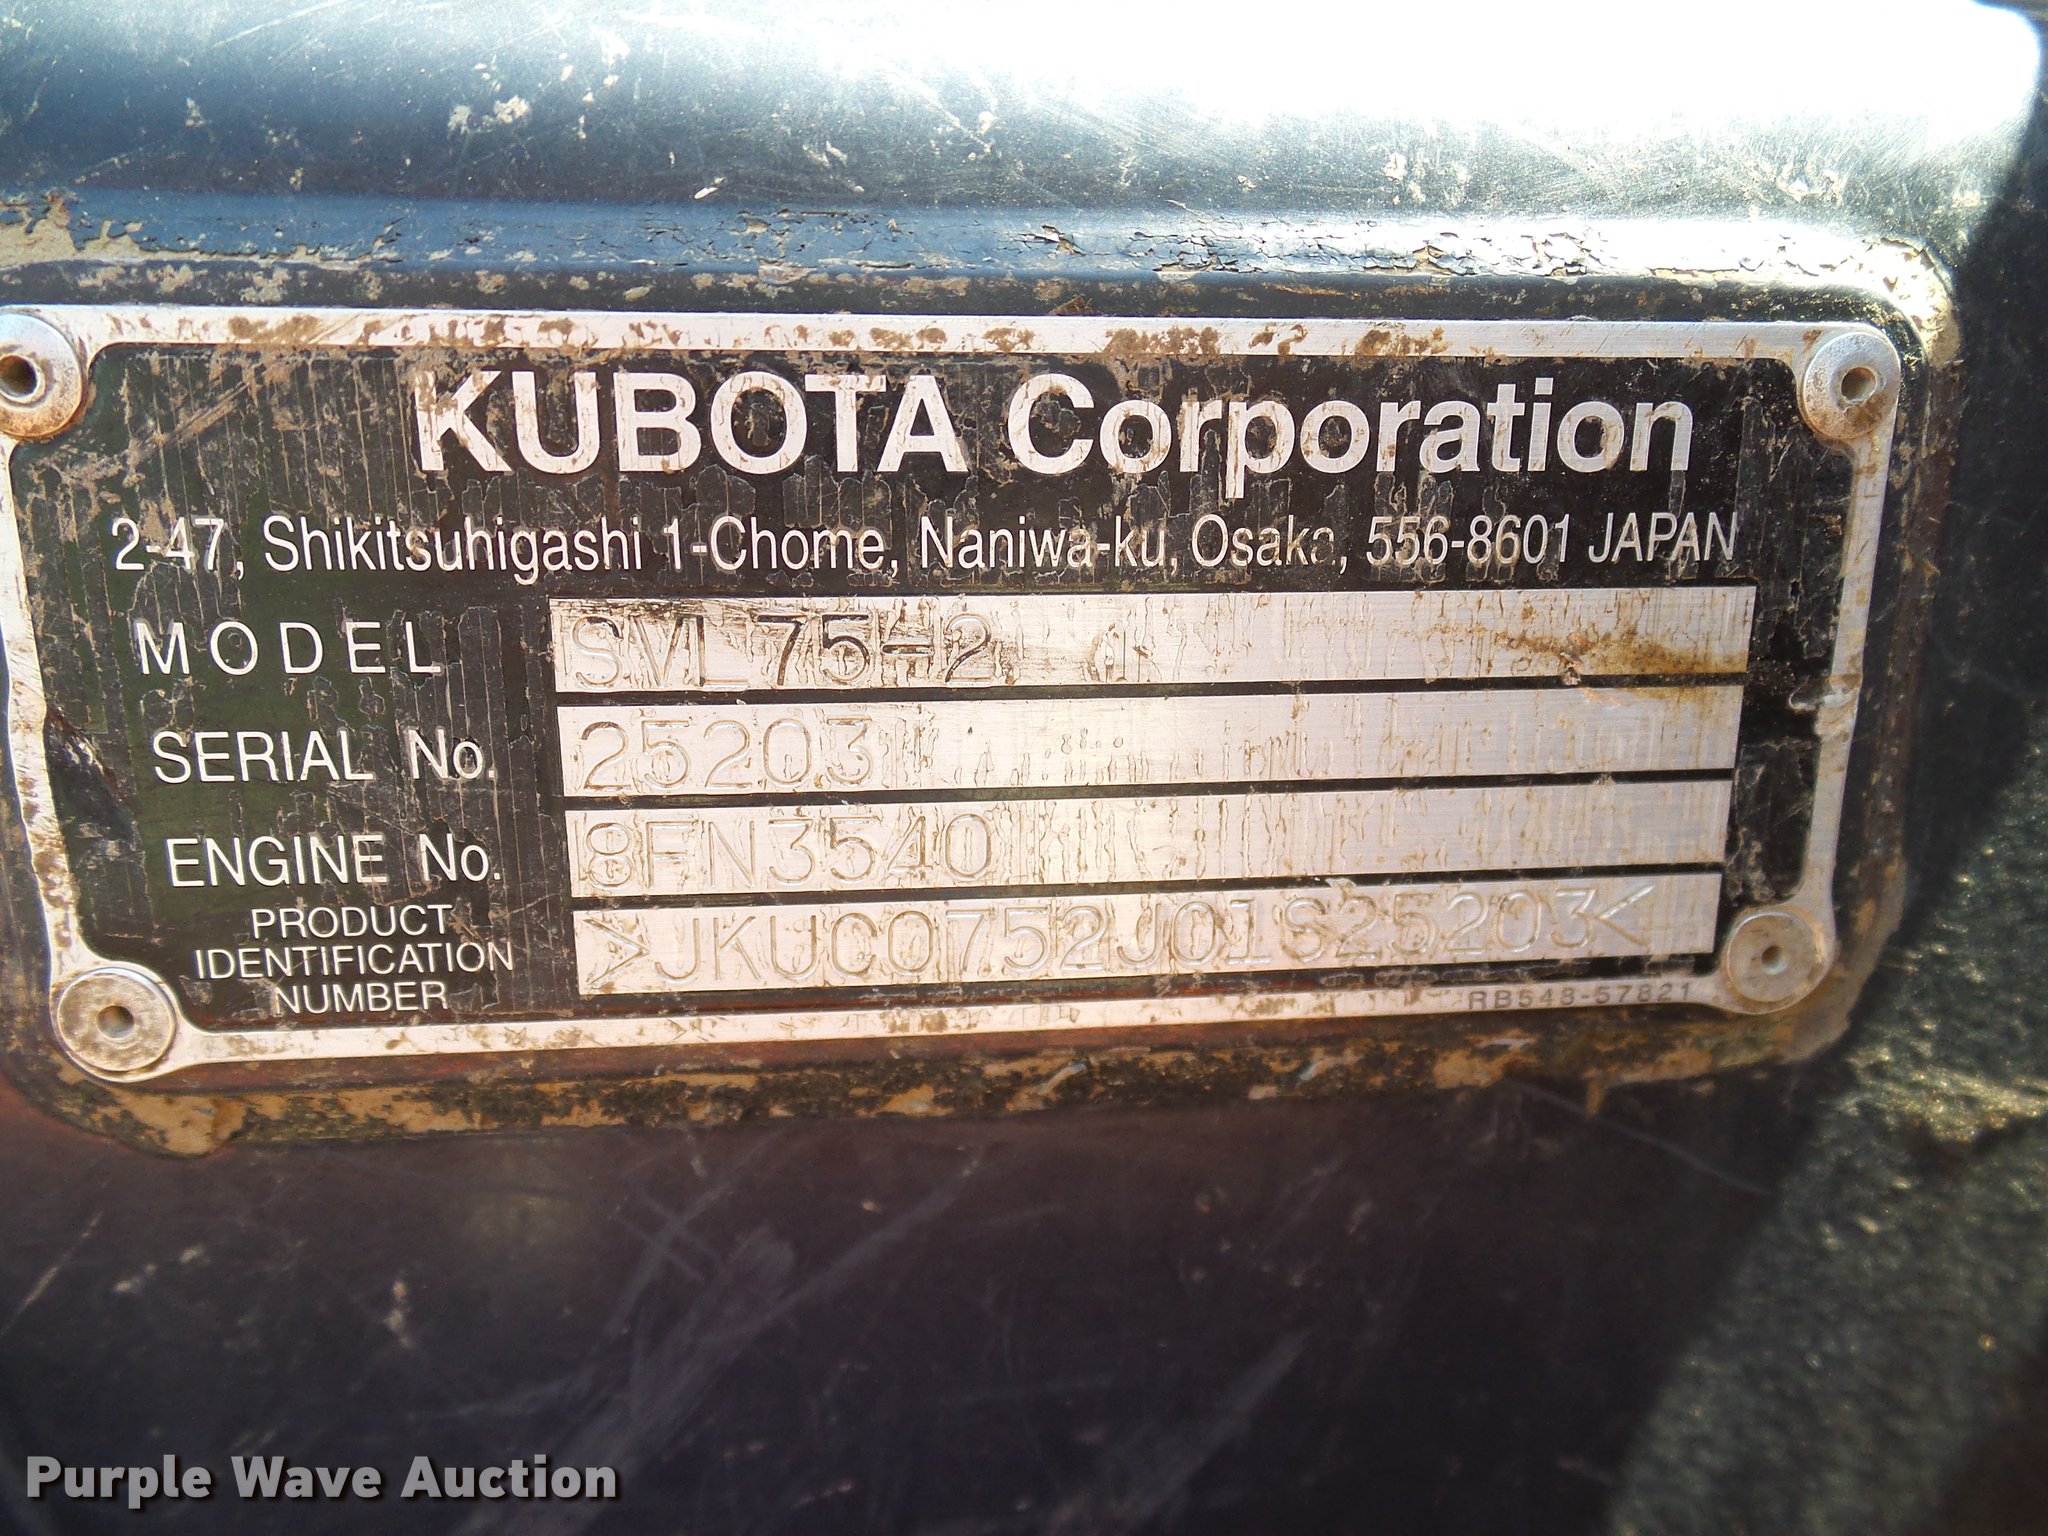 KUBOTA Corporation
2-47, Shikitsuhigashi 1-Chome, Naniwa-ku, Osaka, 556-8601 JAPAN
MODEL SVL75-2
SERIAL No. 25203
ENGINE No. 8FN3540
PRODUCT IDENTIFICATION NUMBER >JKUC0752J01S25203<
RB548-57821
Purple Wave Auction